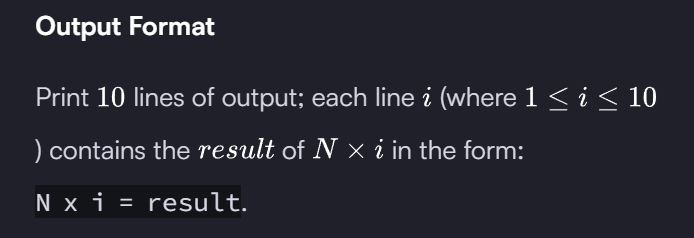 Output Format
Print 10 lines of output; each line i (where 1 ≤ i ≤ 10
) contains the result of N × i in the form:
N x i = result.